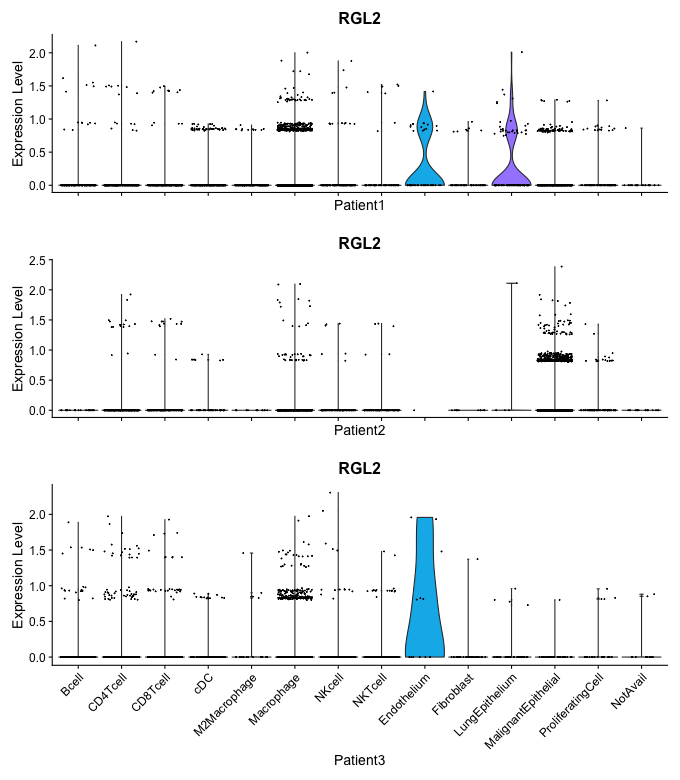 RGL2
Expression Level
2.0
1.5
1.0
0.5
0.0
Patient1
RGL2
Expression Level
2.5
2.0
1.5
1.0
0.5
0.0
Patient2
RGL2
Expression Level
2.0
1.5
1.0
0.5
0.0
Bcell
CD4Tcell
CD8Tcell
cDC
M2Macrophage
Macrophage
NKcell
NKTcell
Endothelium
Fibroblast
LungEpithelium
MalignantEpithelial
ProliferatingCell
NotAvail
Patient3